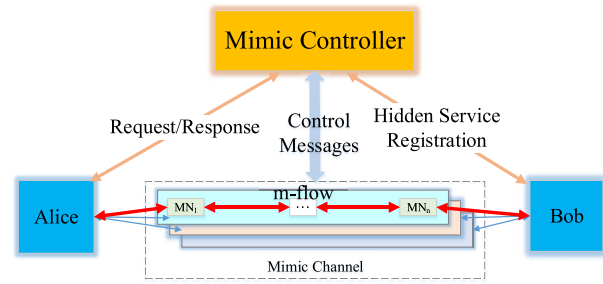 Mimic Controller
Request/Response
Control
Messages
Hidden Service
Registration
m-flow
Alice
MN1
...
MNn
Bob
Mimic Channel